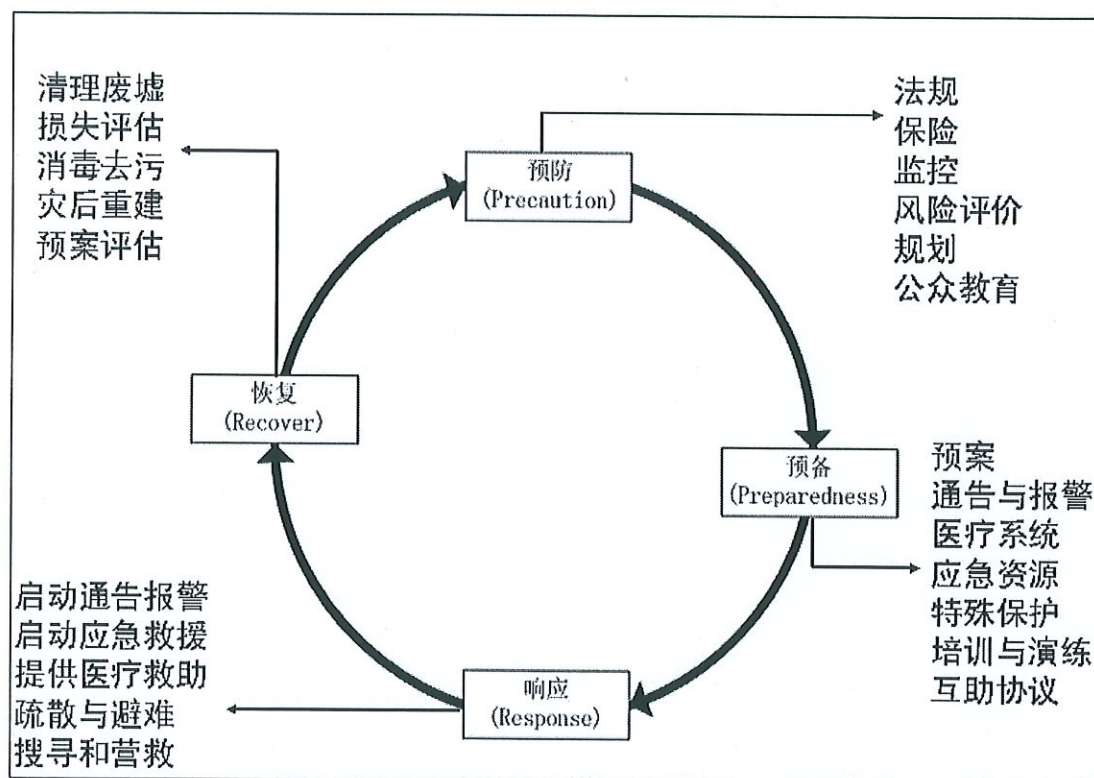 清理废墟
损失评估
消毒去污
灾后重建
预案评估
预防
(Precaution)
法规
保险
监控
风险评价
规划
公众教育
恢复
(Recover)
预备
(Preparedness)
预案
通告与报警
医疗系统
应急资源
特殊保护
培训与演练
互助协议
启动通告报警
启动应急救援
提供医疗救助
疏散与避难
搜寻和营救
响应
(Response)